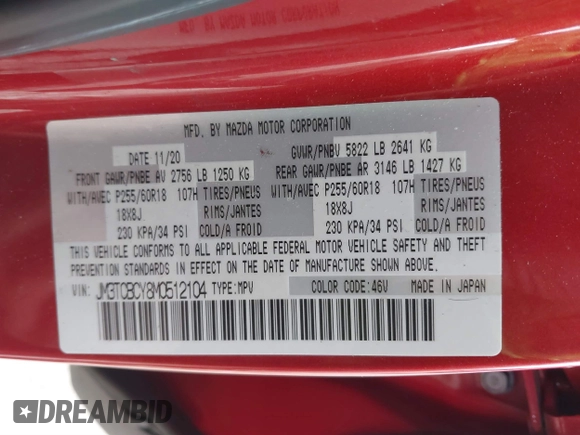 MFD. BY MAZDA MOTOR CORPORATION
DATE 11/20 GVWR/PNBV 5822 LB 2641 KG
FRONT GAWR/PNBE AV 2756 LB 1250 KG REAR GAWR/PNBE AR 3146 LB 1427 KG
WITH/AVEC P255/60R18 107H TIRES/PNEUS WITH/AVEC P255/60R18 107H TIRES/PNEUS
18X8J RIMS/JANTES 18X8J RIMS/JANTES
230 KPA/34 PSI COLD/A FROID 230 KPA/34 PSI COLD/A FROID
THIS VEHICLE CONFORMS TO ALL APPLICABLE FEDERAL MOTOR VEHICLE SAFETY AND THEFT
PREVENTION STANDARDS IN EFFECT ON THE DATE OF MANUFACTURE SHOWN ABOVE.
VIN: JM3TCBCY8M0512104 TYPE:MPV COLOR CODE:46V MADE IN JAPAN
DREAMBID